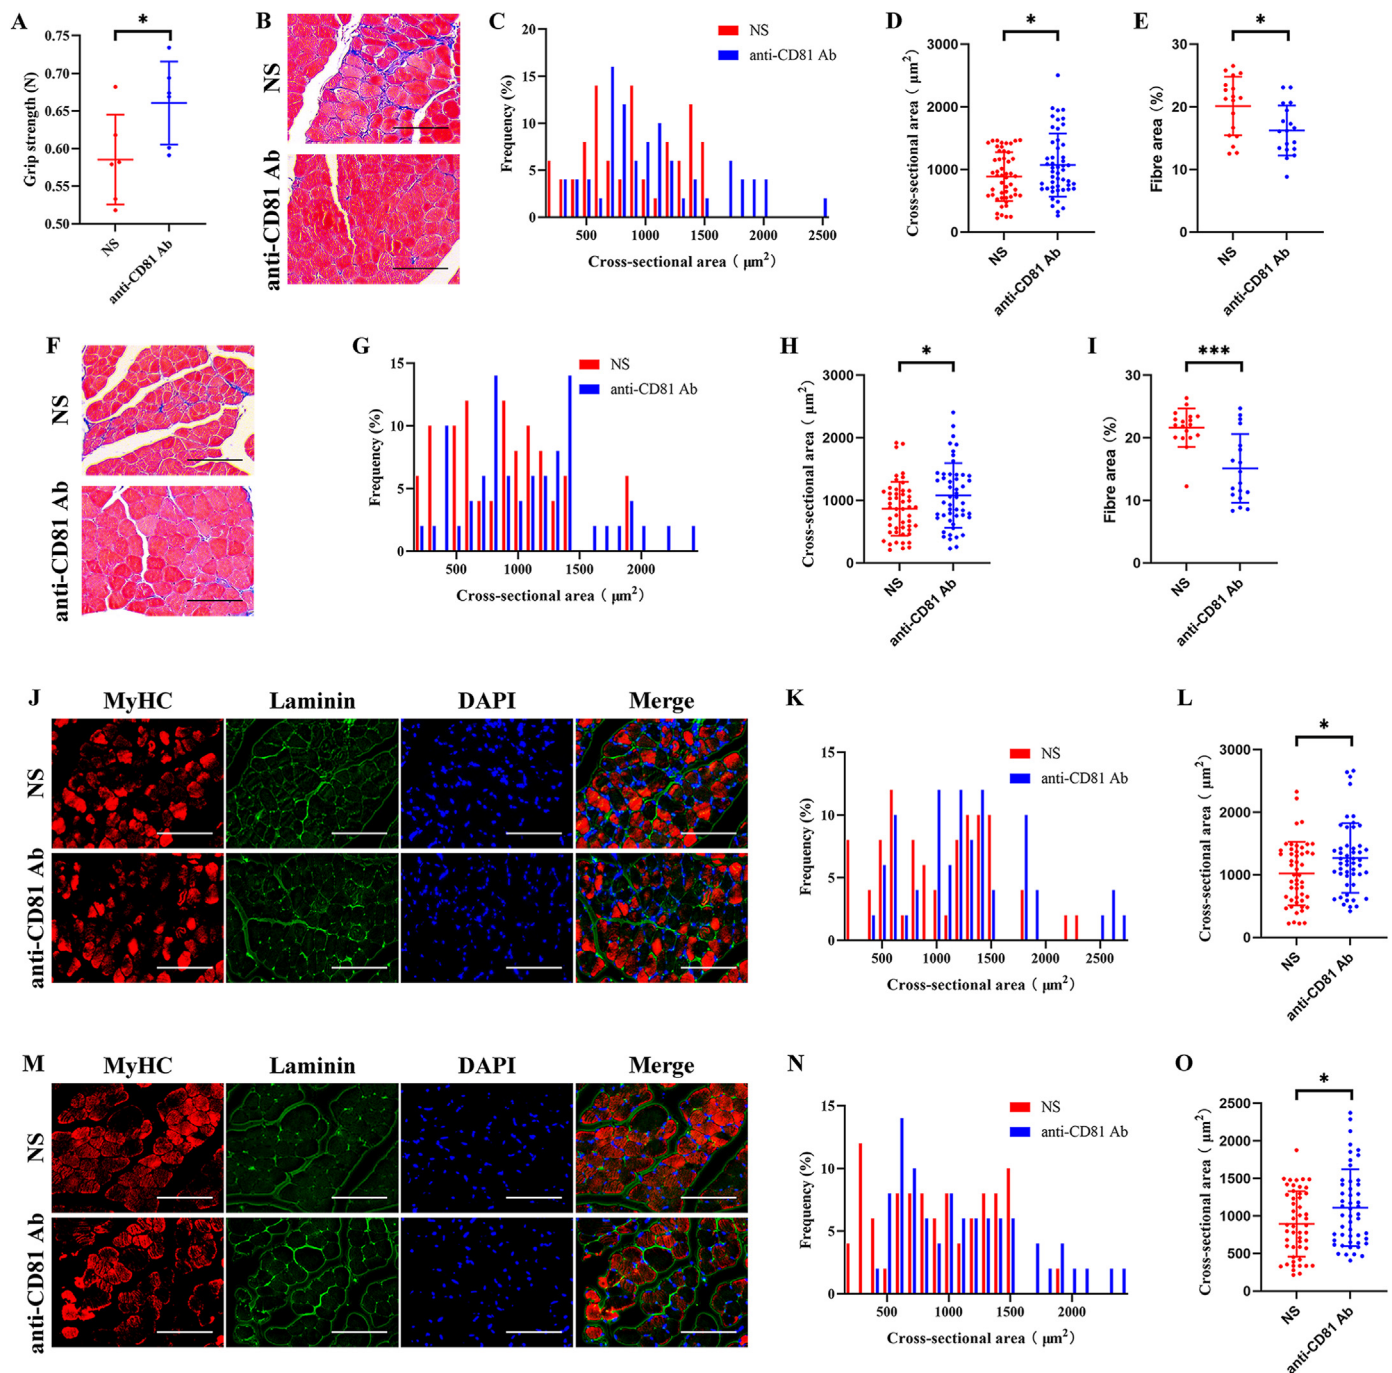 A
Grip strength (N)
0.75
0.70
0.65
0.60
0.55
0.50
*
NS
anti-CD81 Ab
B
NS
anti-CD81 Ab
C
Frequency (%)
20
15
10
5
0
NS
anti-CD81 Ab
500 1000 1500 2000 2500
Cross-sectional area ( μm²)
D
Cross-sectional area ( μm²)
3000
2000
1000
0
*
NS
anti-CD81 Ab
E
Fibre area (%)
30
20
10
0
*
NS
anti-CD81 Ab
F
NS
anti-CD81 Ab
G
Frequency (%)
15
10
5
0
NS
anti-CD81 Ab
500 1000 1500 2000
Cross-sectional area ( μm²)
H
Cross-sectional area ( μm²)
3000
2000
1000
0
*
NS
anti-CD81 Ab
I
Fibre area (%)
30
20
10
0
***
NS
anti-CD81 Ab
J
MyHC Laminin DAPI Merge
NS
anti-CD81 Ab
K
Frequency (%)
15
10
5
0
NS
anti-CD81 Ab
500 1000 1500 2000 2500
Cross-sectional area ( μm²)
L
Cross-sectional area ( μm²)
3000
2000
1000
0
*
NS
anti-CD81 Ab
M
MyHC Laminin DAPI Merge
NS
anti-CD81 Ab
N
Frequency (%)
15
10
5
0
NS
anti-CD81 Ab
500 1000 1500 2000
Cross-sectional area ( μm²)
O
Cross-sectional area ( μm²)
2500
2000
1500
1000
500
0
*
NS
anti-CD81 Ab